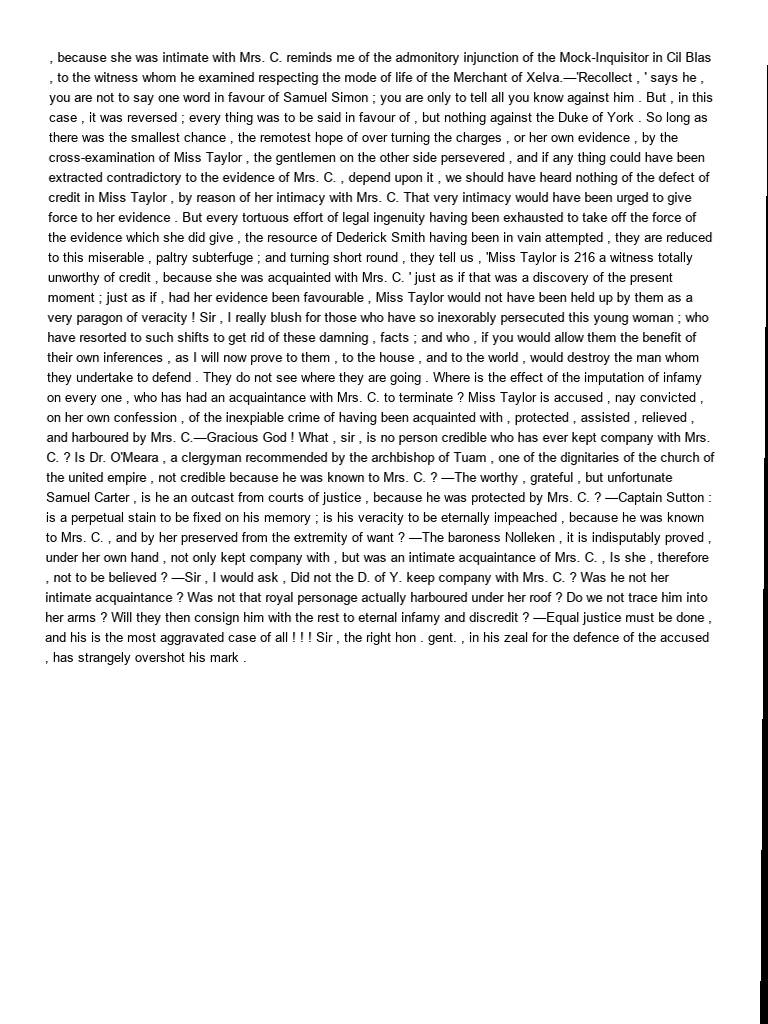 , because she was intimate with Mrs. C. reminds me of the admonitory injunction of the Mock-Inquisitor in Cil Blas
, to the witness whom he examined respecting the mode of life of the Merchant of Xelva.—'Recollect , ' says he ,
you are not to say one word in favour of Samuel Simon ; you are only to tell all you know against him . But , in this
case , it was reversed ; every thing was to be said in favour of , but nothing against the Duke of York . So long as
there was the smallest chance , the remotest hope of over turning the charges , or her own evidence , by the
cross-examination of Miss Taylor , the gentlemen on the other side persevered , and if any thing could have been
extracted contradictory to the evidence of Mrs. C. , depend upon it , we should have heard nothing of the defect of
credit in Miss Taylor , by reason of her intimacy with Mrs. C. That very intimacy would have been urged to give
force to her evidence . But every tortuous effort of legal ingenuity having been exhausted to take off the force of
the evidence which she did give , the resource of Dederick Smith having been in vain attempted , they are reduced
to this miserable , paltry subterfuge ; and turning short round , they tell us , 'Miss Taylor is 216 a witness totally
unworthy of credit , because she was acquainted with Mrs. C. ' just as if that was a discovery of the present
moment ; just as if , had her evidence been favourable , Miss Taylor would not have been held up by them as a
very paragon of veracity ! Sir , I really blush for those who have so inexorably persecuted this young woman ; who
have resorted to such shifts to get rid of these damning , facts ; and who , if you would allow them the benefit of
their own inferences , as I will now prove to them , to the house , and to the world , would destroy the man whom
they undertake to defend . They do not see where they are going . Where is the effect of the imputation of infamy
on every one , who has had an acquaintance with Mrs. C. to terminate ? Miss Taylor is accused , nay convicted ,
on her own confession , of the inexpiable crime of having been acquainted with , protected , assisted , relieved ,
and harboured by Mrs. C.—Gracious God ! What , sir , is no person credible who has ever kept company with Mrs.
C. ? Is Dr. O'Meara , a clergyman recommended by the archbishop of Tuam , one of the dignitaries of the church of
the united empire , not credible because he was known to Mrs. C. ? —The worthy , grateful , but unfortunate
Samuel Carter , is he an outcast from courts of justice , because he was protected by Mrs. C. ? —Captain Sutton :
is a perpetual stain to be fixed on his memory ; is his veracity to be eternally impeached , because he was known
to Mrs. C. , and by her preserved from the extremity of want ? —The baroness Nolleken , it is indisputably proved ,
under her own hand , not only kept company with , but was an intimate acquaintance of Mrs. C. , Is she , therefore
, not to be believed ? —Sir , I would ask , Did not the D. of Y. keep company with Mrs. C. ? Was he not her
intimate acquaintance ? Was not that royal personage actually harboured under her roof ? Do we not trace him into
her arms ? Will they then consign him with the rest to eternal infamy and discredit ? —Equal justice must be done ,
and his is the most aggravated case of all ! ! ! Sir , the right hon . gent. , in his zeal for the defence of the accused
, has strangely overshot his mark .